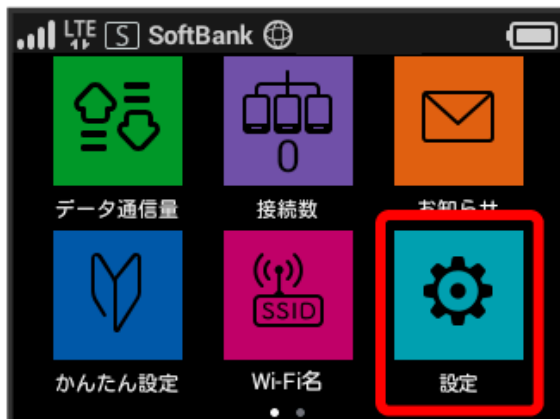 LTE S SoftBank
データ通信量 接続数 お知らせ
0
SSID
かんたん設定 Wi-Fi名 設定